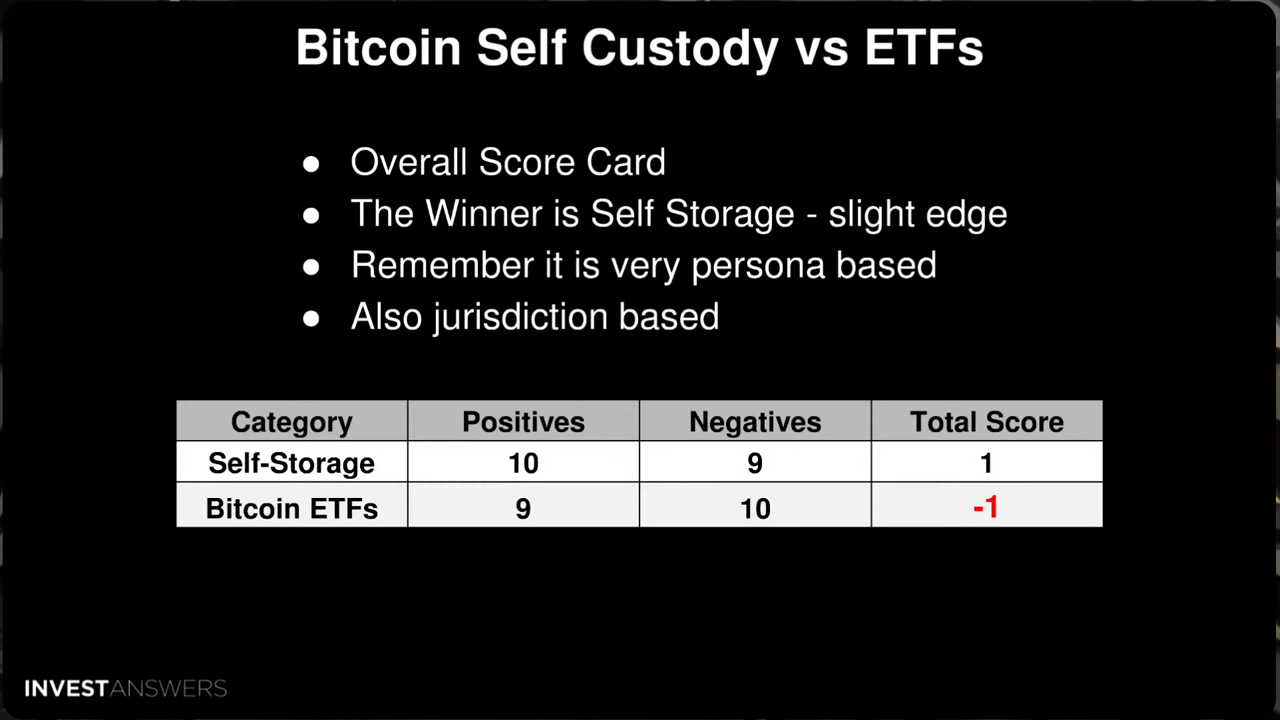 Bitcoin Self Custody vs ETFs
● Overall Score Card
● The Winner is Self Storage - slight edge
● Remember it is very persona based
● Also jurisdiction based
Category Positives Negatives Total Score
Self-Storage 10 9 1
Bitcoin ETFs 9 10 -1
INVESTANSWERS